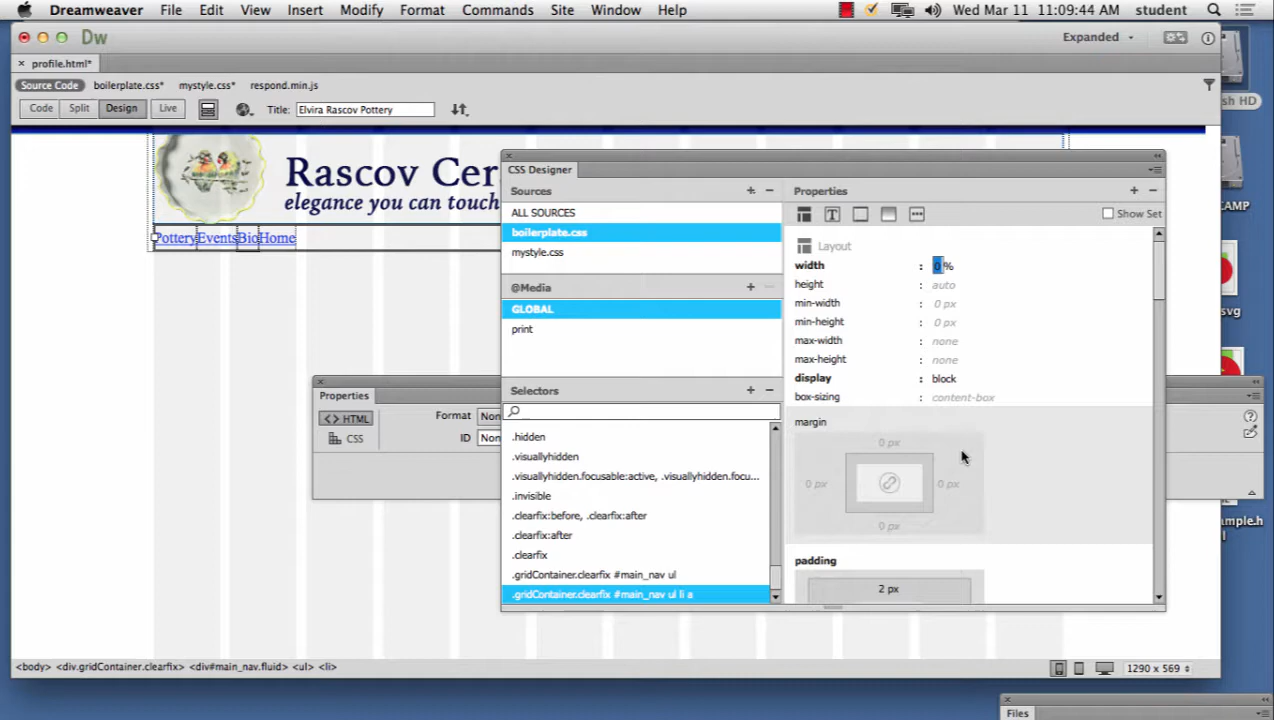 Dreamweaver File Edit View Insert Modify Format Commands Site Window Help Wed Mar 11 11:09:44 AM student
Dw Expanded
× profile.html*
Source Code boilerplate.css* mystyle.css* respond.min.js
Code Split Design Live Title: Elvira Rascov Pottery
sh HD
Rascov Cer
elegance you can touch
PotteryEventsBioHome
CSS Designer
Sources + −
ALL SOURCES
boilerplate.css
mystyle.css
@Media + −
GLOBAL
print
Selectors + −
.hidden
.visuallyhidden
.visuallyhidden.focusable:active, .visuallyhidden.focu...
.invisible
.clearfix:before, .clearfix:after
.clearfix:after
.clearfix
.gridContainer.clearfix #main_nav ul
.gridContainer.clearfix #main_nav ul li a
Properties + −
T Show Set
Layout
width : 0 %
height : auto
min-width : 0 px
min-height : 0 px
max-width : none
max-height : none
display : block
box-sizing : content-box
margin
0 px
0 px 0 px
0 px
padding
2 px
Properties
<> HTML Format Non
CSS ID Non
CAMP
svg
ample.h
l
<body> <div.gridContainer.clearfix> <div#main_nav.fluid> <ul> <li>
1290 x 569
Files